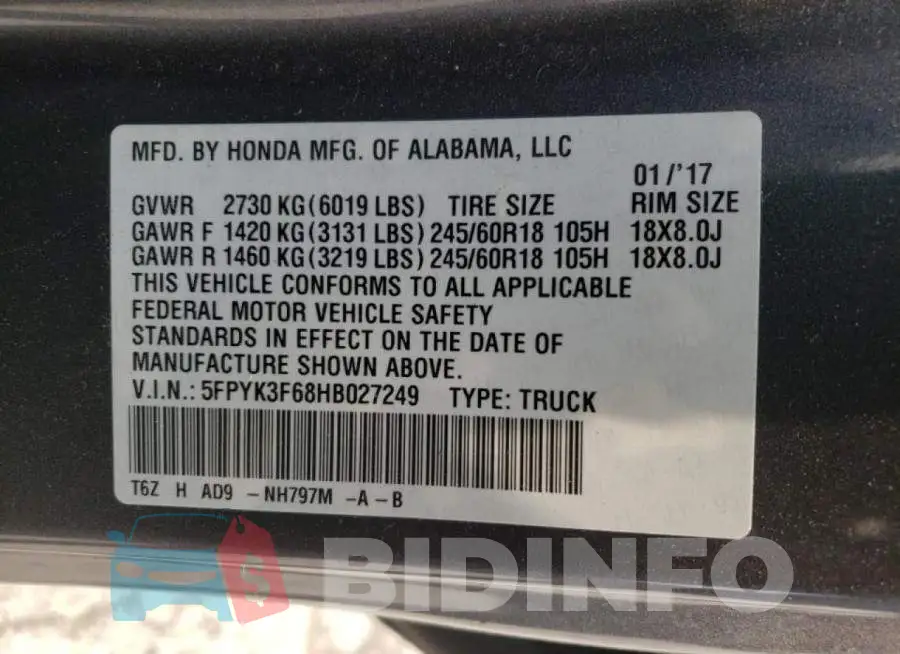 MFD. BY HONDA MFG. OF ALABAMA, LLC
01/'17
GVWR 2730 KG(6019 LBS) TIRE SIZE RIM SIZE
GAWR F 1420 KG(3131 LBS) 245/60R18 105H 18X8.0J
GAWR R 1460 KG(3219 LBS) 245/60R18 105H 18X8.0J
THIS VEHICLE CONFORMS TO ALL APPLICABLE
FEDERAL MOTOR VEHICLE SAFETY
STANDARDS IN EFFECT ON THE DATE OF
MANUFACTURE SHOWN ABOVE.
V.I.N.: 5FPYK3F68HB027249 TYPE: TRUCK
T6Z H AD9 -NH797M -A -B
$ BIDINFO